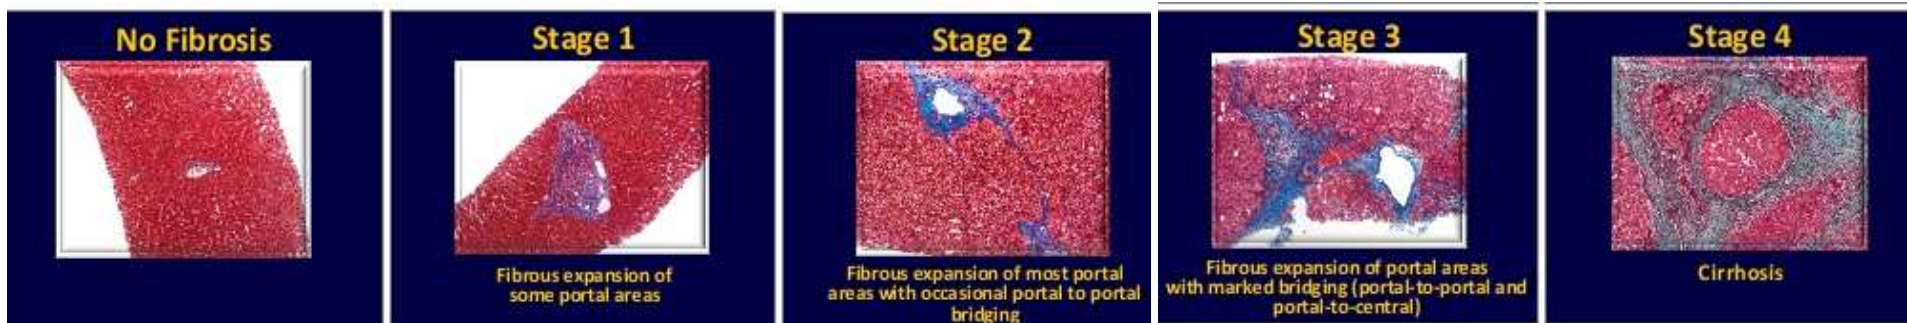 No Fibrosis
Stage 1
Fibrous expansion of
some portal areas
Stage 2
Fibrous expansion of most portal
areas with occasional portal to portal
bridging
Stage 3
Fibrous expansion of portal areas
with marked bridging (portal-to-portal and
portal-to-central)
Stage 4
Cirrhosis